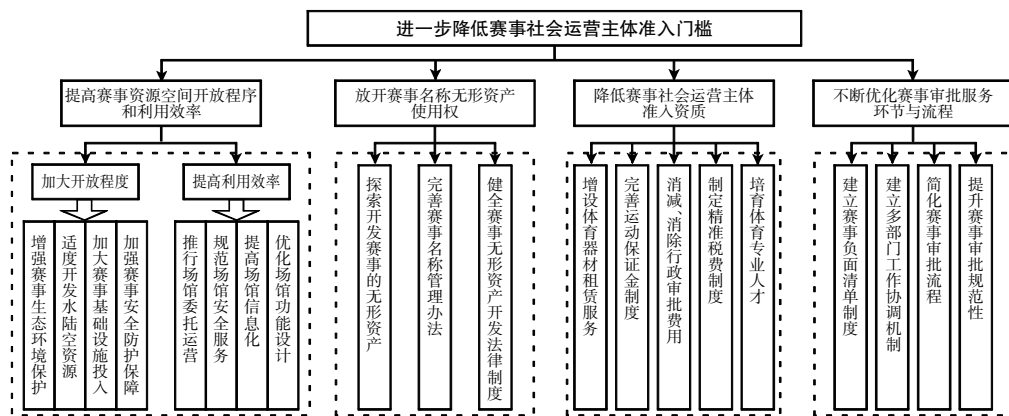 进一步降低赛事社会运营主体准入门槛
提高赛事资源空间开放程序
和利用效率
放开赛事名称无形资产
使用权
降低赛事社会运营主体
准入资质
不断优化赛事审批服务
环节与流程
加大开放程度
提高利用效率
增强赛事生态环境保护
适度开发水陆空资源
加大赛事基础设施投入
加强赛事安全防护保障
推行场馆委托运营
规范场馆安全服务
提高场馆信息化
优化场馆功能设计
探索开发赛事的无形资产
完善赛事名称管理办法
健全赛事无形资产开发法律制度
增设体育器材租赁服务
完善运动保证金制度
消减、消除行政审批费用
制定精准税费制度
培育体育专业人才
建立赛事负面清单制度
建立多部门工作协调机制
简化赛事审批流程
提升赛事审批规范性